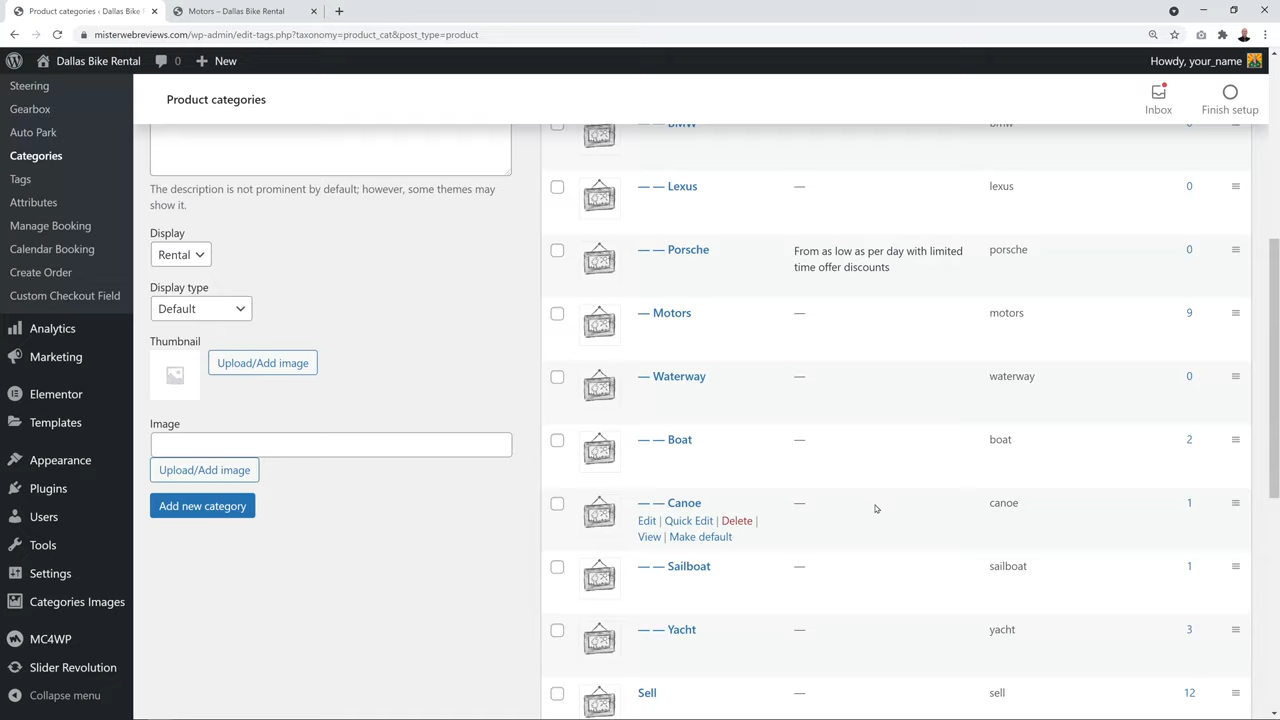 Product categories ‹ Dallas Bike
Motors – Dallas Bike Rental
misterwebreviews.com/wp-admin/edit-tags.php?taxonomy=product_cat&post_type=product
Dallas Bike Rental
0
New
Howdy, your_name
Product categories
Inbox
Finish setup
Steering
Gearbox
Auto Park
Categories
Tags
Attributes
Manage Booking
Calendar Booking
Create Order
Custom Checkout Field
Analytics
Marketing
Elementor
Templates
Appearance
Plugins
Users
Tools
Settings
Categories Images
MC4WP
Slider Revolution
Collapse menu
The description is not prominent by default; however, some themes may
show it.
Display
Rental
Display type
Default
Thumbnail
Upload/Add image
Image
Upload/Add image
Add new category
— — BMW — bmw 0
— — Lexus — lexus 0
— — Porsche From as low as per day with limited porsche 0
time offer discounts
— Motors — motors 9
— Waterway — waterway 0
— — Boat — boat 2
— — Canoe — canoe 1
Edit | Quick Edit | Delete |
View | Make default
— — Sailboat — sailboat 1
— — Yacht — yacht 3
Sell — sell 12